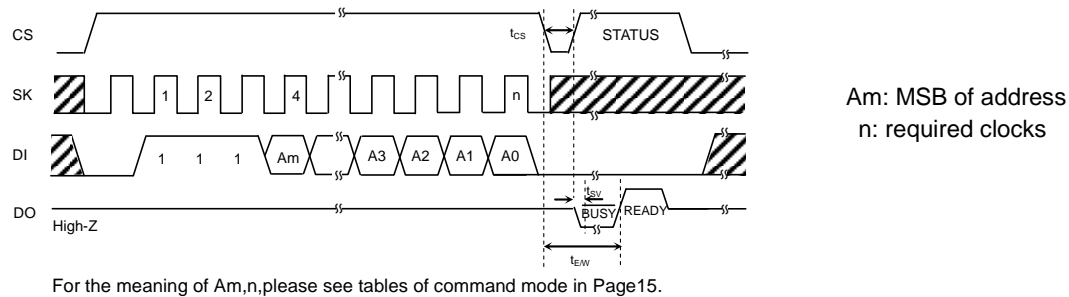 CS
tCS
STATUS
SK
1
2
4
n
Am: MSB of address
n: required clocks
DI
1
1
1
Am
A3
A2
A1
A0
tSV
DO
BUSY
READY
High-Z
tE/W
For the meaning of Am,n,please see tables of command mode in Page15.